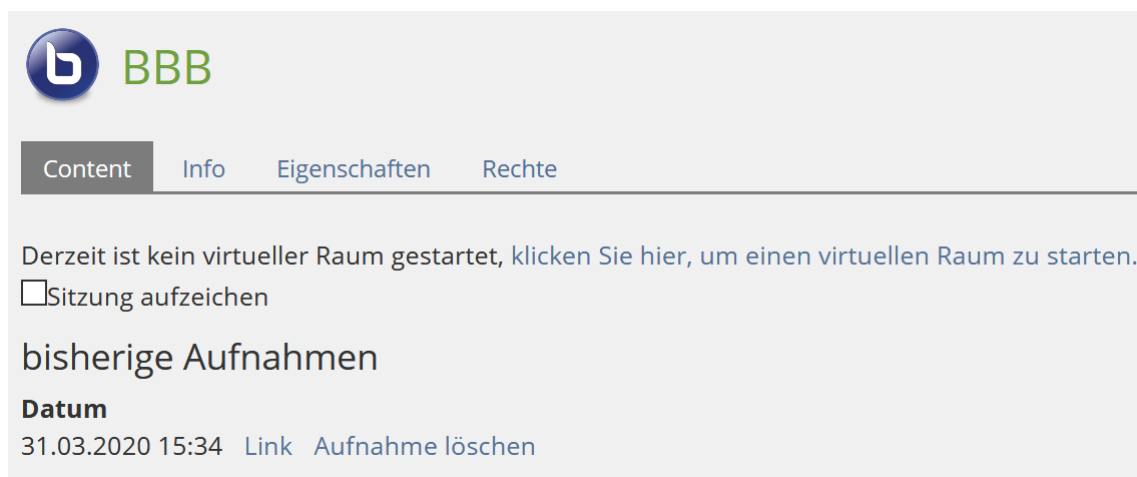 BBB
Content Info Eigenschaften Rechte
Derzeit ist kein virtueller Raum gestartet, klicken Sie hier, um einen virtuellen Raum zu starten.
Sitzung aufzeichen
bisherige Aufnahmen
Datum
31.03.2020 15:34 Link Aufnahme löschen